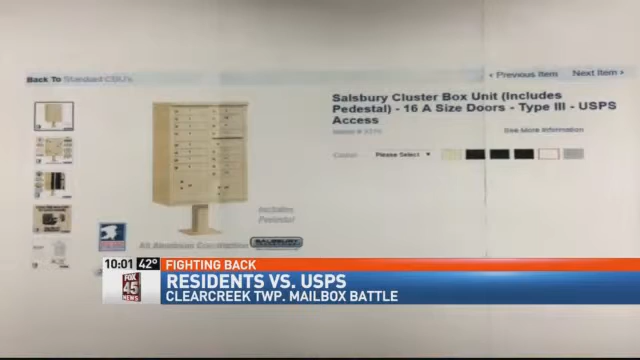 Back To Standard CBU's
< Previous Item Next Item >
Salsbury Cluster Box Unit (Includes
Pedestal) - 16 A Size Doors - Type III - USPS
Access
See More Information
Please Select
Includes
Pedestal
All Aluminum Construction
SALSBURY
10:01 42°
FIGHTING BACK
FOX
45
NEWS
RESIDENTS VS. USPS
CLEARCREEK TWP. MAILBOX BATTLE